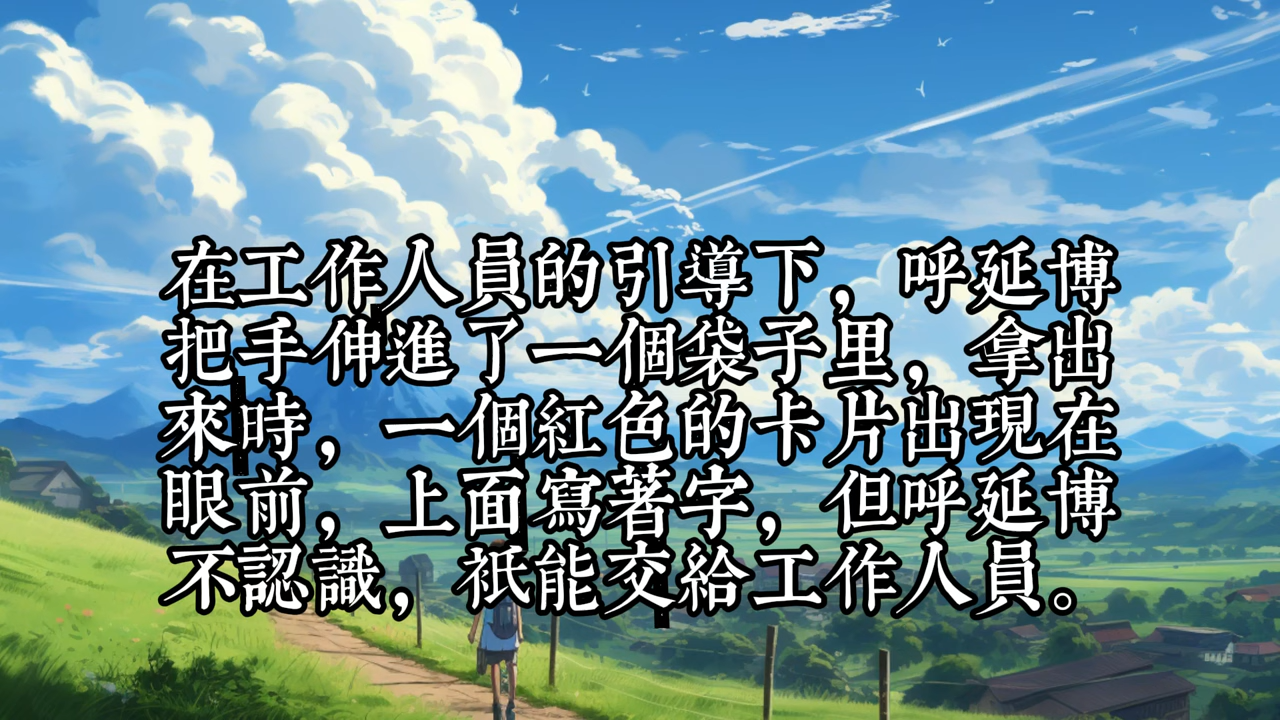 在工作人員的引導下，呼延博
把手伸進了一個袋子里，拿出
來時，一個紅色的卡片出現在
眼前，上面寫著字，但呼延博
不認識，祇能交給工作人員。